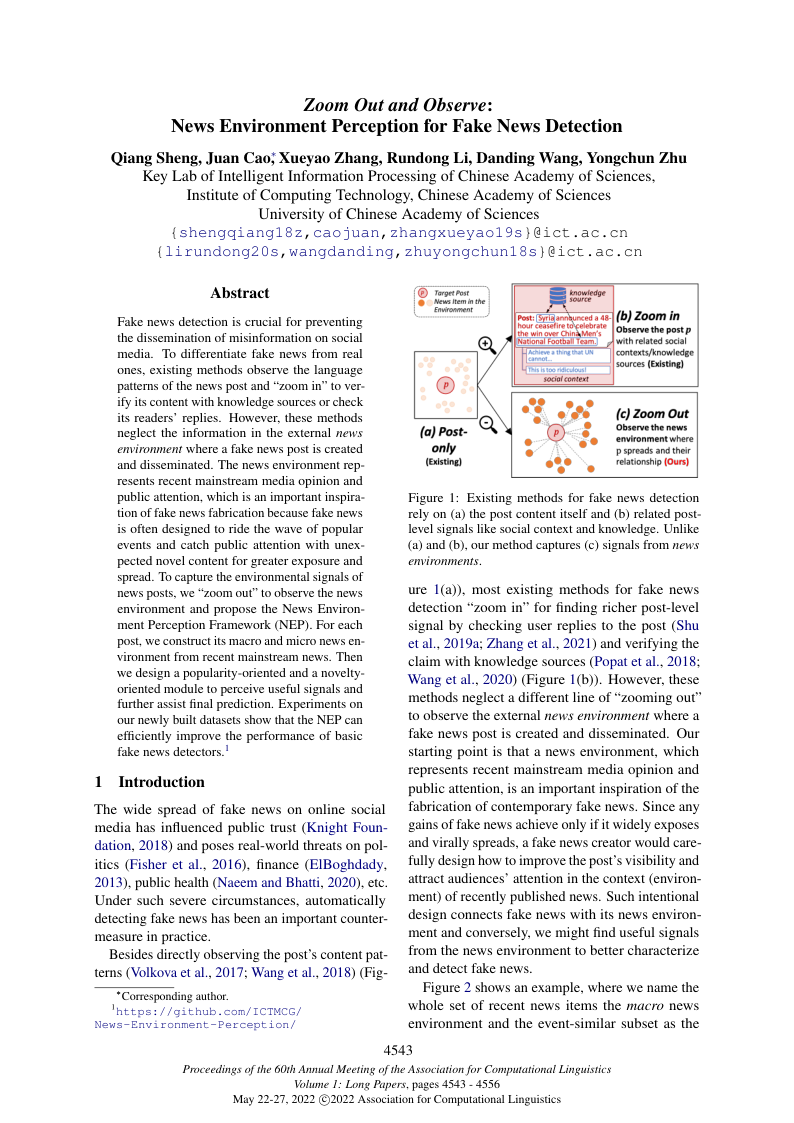 Zoom Out and Observe:
News Environment Perception for Fake News Detection
Qiang Sheng, Juan Cao,* Xueyao Zhang, Rundong Li, Danding Wang, Yongchun Zhu
Key Lab of Intelligent Information Processing of Chinese Academy of Sciences,
Institute of Computing Technology, Chinese Academy of Sciences
University of Chinese Academy of Sciences
{shengqiang18z,caojuan,zhangxueyao19s}@ict.ac.cn
{lirundong20s,wangdanding,zhuyongchun18s}@ict.ac.cn
Abstract
Fake news detection is crucial for preventing
the dissemination of misinformation on social
media. To differentiate fake news from real
ones, existing methods observe the language
patterns of the news post and “zoom in” to ver-
ify its content with knowledge sources or check
its readers’ replies. However, these methods
neglect the information in the external news
environment where a fake news post is created
and disseminated. The news environment rep-
resents recent mainstream media opinion and
public attention, which is an important inspira-
tion of fake news fabrication because fake news
is often designed to ride the wave of popular
events and catch public attention with unex-
pected novel content for greater exposure and
spread. To capture the environmental signals of
news posts, we “zoom out” to observe the news
environment and propose the News Environ-
ment Perception Framework (NEP). For each
post, we construct its macro and micro news en-
vironment from recent mainstream news. Then
we design a popularity-oriented and a novelty-
oriented module to perceive useful signals and
further assist final prediction. Experiments on
our newly built datasets show that the NEP can
efficiently improve the performance of basic
fake news detectors.1
1 Introduction
The wide spread of fake news on online social
media has influenced public trust (Knight Foun-
dation, 2018) and poses real-world threats on pol-
itics (Fisher et al., 2016), finance (ElBoghdady,
2013), public health (Naeem and Bhatti, 2020), etc.
Under such severe circumstances, automatically
detecting fake news has been an important counter-
measure in practice.
Besides directly observing the post’s content pat-
terns (Volkova et al., 2017; Wang et al., 2018) (Fig-
*Corresponding author.
1https://github.com/ICTMCG/
News-Environment-Perception/
p Target Post
News Item in the
Environment
p
(a) Post-
only
(Existing)
knowledge
source
Post: Syria announced a 48-
hour ceasefire to celebrate
the win over China Men's
National Football Team.
Achieve a thing that UN
cannot...
This is too ridiculous!
social context
(b) Zoom in
Observe the post p
with related social
contexts/knowledge
sources (Existing)
p
(c) Zoom Out
Observe the news
environment where
p spreads and their
relationship (Ours)
Figure 1: Existing methods for fake news detection
rely on (a) the post content itself and (b) related post-
level signals like social context and knowledge. Unlike
(a) and (b), our method captures (c) signals from news
environments.
ure 1(a)), most existing methods for fake news
detection “zoom in” for finding richer post-level
signal by checking user replies to the post (Shu
et al., 2019a; Zhang et al., 2021) and verifying the
claim with knowledge sources (Popat et al., 2018;
Wang et al., 2020) (Figure 1(b)). However, these
methods neglect a different line of “zooming out”
to observe the external news environment where a
fake news post is created and disseminated. Our
starting point is that a news environment, which
represents recent mainstream media opinion and
public attention, is an important inspiration of the
fabrication of contemporary fake news. Since any
gains of fake news achieve only if it widely exposes
and virally spreads, a fake news creator would care-
fully design how to improve the post’s visibility and
attract audiences’ attention in the context (environ-
ment) of recently published news. Such intentional
design connects fake news with its news environ-
ment and conversely, we might find useful signals
from the news environment to better characterize
and detect fake news.
Figure 2 shows an example, where we name the
whole set of recent news items the macro news
environment and the event-similar subset as the
4543
Proceedings of the 60th Annual Meeting of the Association for Computational Linguistics
Volume 1: Long Papers, pages 4543 - 4556
May 22-27, 2022 ©2022 Association for Computational Linguistics